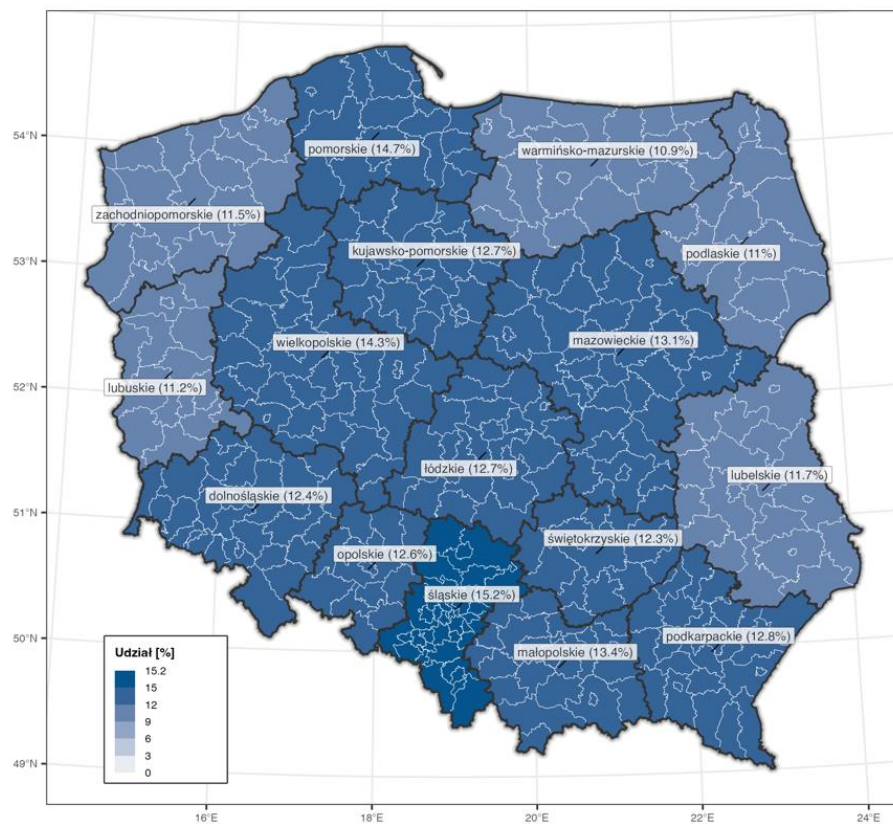 54°N
53°N
52°N
51°N
50°N
49°N
pomorskie (14.7%)
warmińsko-mazurskie (10.9%)
zachodniopomorskie (11.5%)
kujawsko-pomorskie (12.7%)
podlaskie (11%)
wielkopolskie (14.3%)
mazowieckie (13.1%)
lubuskie (11.2%)
łódzkie (12.7%)
lubelskie (11.7%)
dolnośląskie (12.4%)
świętokrzyskie (12.3%)
opolskie (12.6%)
śląskie (15.2%)
podkarpackie (12.8%)
małopolskie (13.4%)
Udział [%]
15.2
15
12
9
6
3
0
16°E
18°E
20°E
22°E
24°E